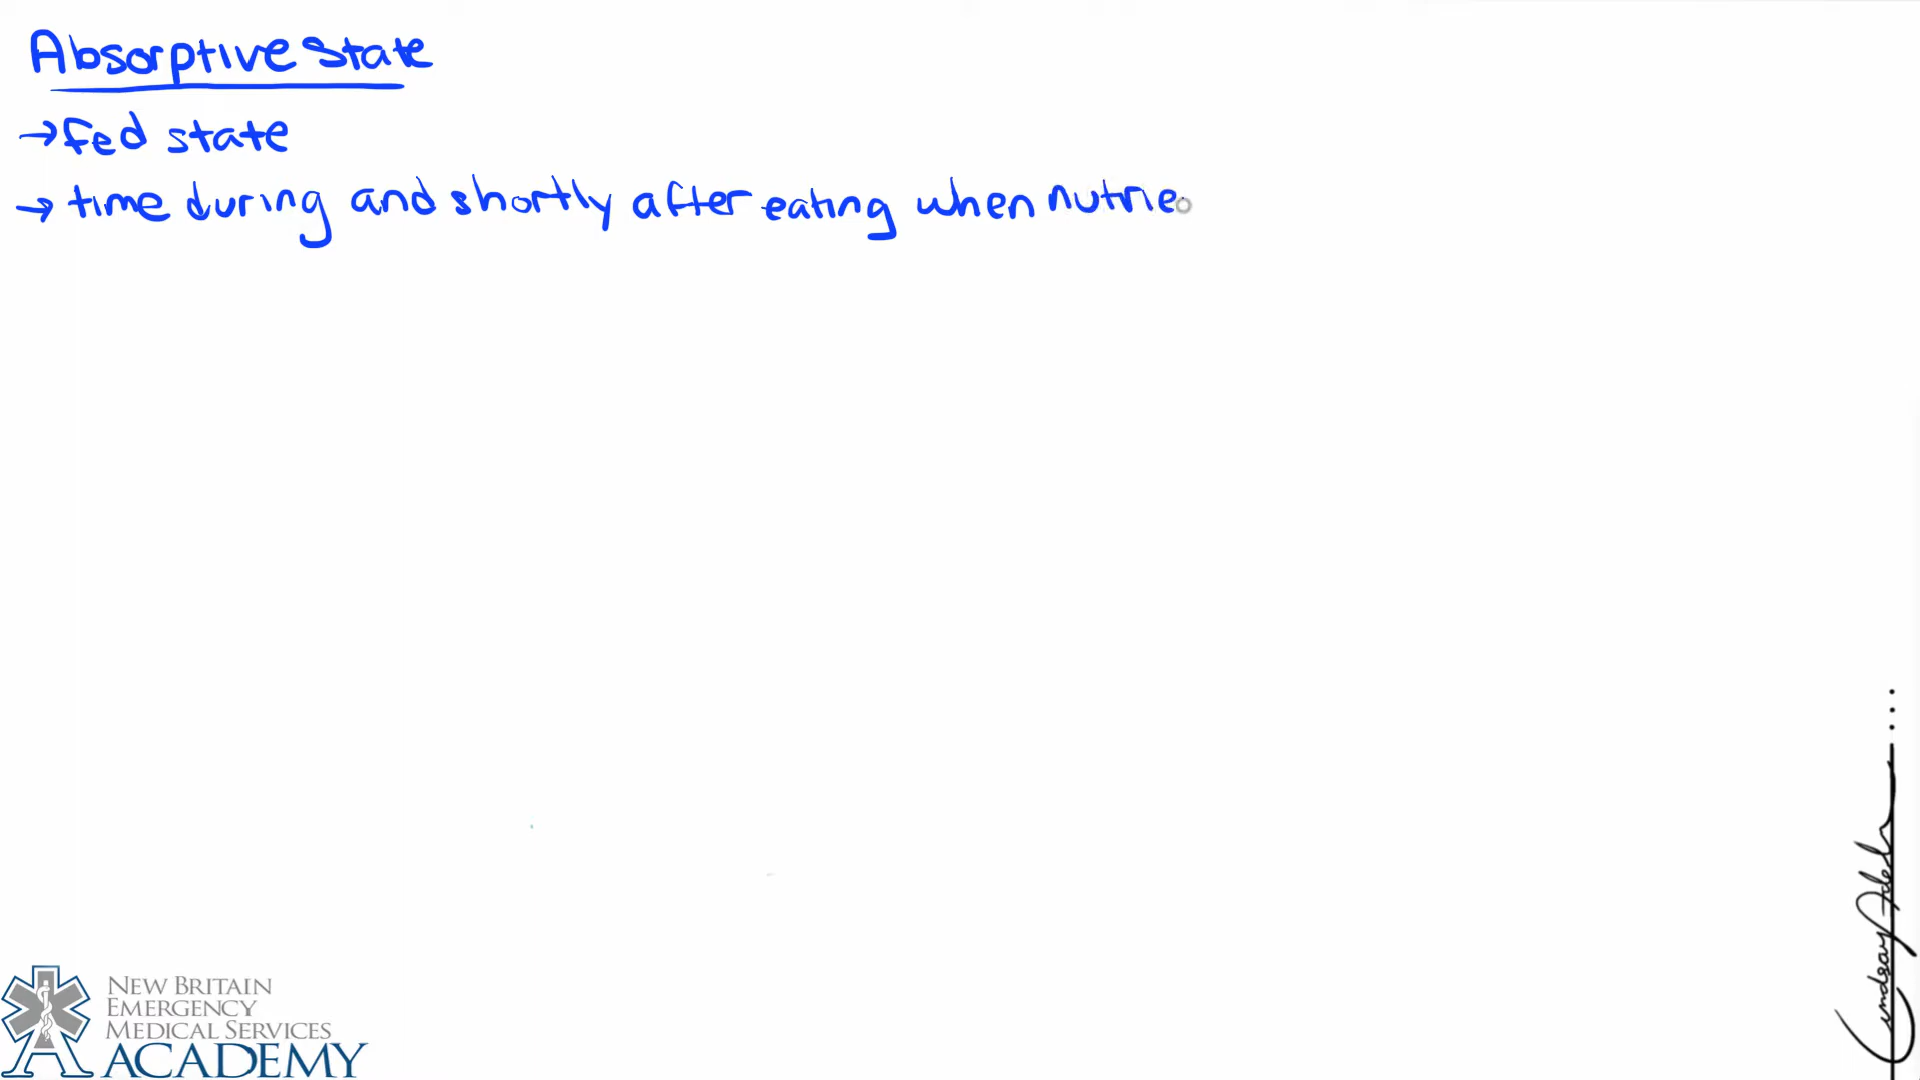 Absorptive State
→ fed state
→ time during and shortly after eating when nutrie
NEW BRITAIN
EMERGENCY
MEDICAL SERVICES
ACADEMY